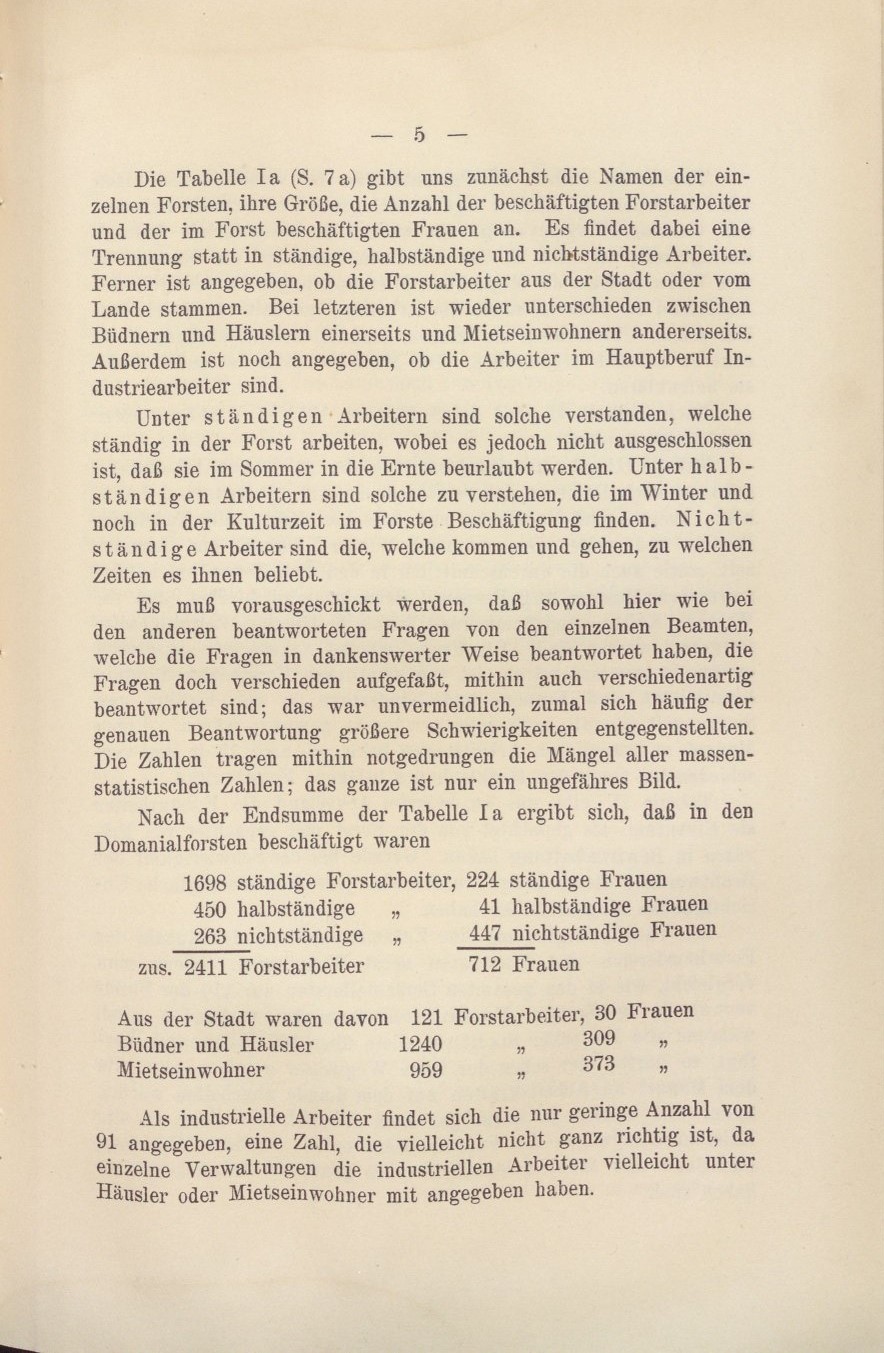 — 5 —
Die Tabelle Ia (S. 7a) gibt uns zunächst die Namen der ein-
zelnen Forsten, ihre Größe, die Anzahl der beschäftigten Forstarbeiter
und der im Forst beschäftigten Frauen an. Es findet dabei eine
Trennung statt in ständige, halbständige und nichtständige Arbeiter.
Ferner ist angegeben, ob die Forstarbeiter aus der Stadt oder vom
Lande stammen. Bei letzteren ist wieder unterschieden zwischen
Büdnern und Häuslern einerseits und Mietseinwohnern andererseits.
Außerdem ist noch angegeben, ob die Arbeiter im Hauptberuf In-
dustriearbeiter sind.
Unter ständigen Arbeitern sind solche verstanden, welche
ständig in der Forst arbeiten, wobei es jedoch nicht ausgeschlossen
ist, daß sie im Sommer in die Ernte beurlaubt werden. Unter halb-
ständigen Arbeitern sind solche zu verstehen, die im Winter und
noch in der Kulturzeit im Forste Beschäftigung finden. Nicht-
ständige Arbeiter sind die, welche kommen und gehen, zu welchen
Zeiten es ihnen beliebt.
Es muß vorausgeschickt werden, daß sowohl hier wie bei
den anderen beantworteten Fragen von den einzelnen Beamten,
welche die Fragen in dankenswerter Weise beantwortet haben, die
Fragen doch verschieden aufgefaßt, mithin auch verschiedenartig
beantwortet sind; das war unvermeidlich, zumal sich häufig der
genauen Beantwortung größere Schwierigkeiten entgegenstellten.
Die Zahlen tragen mithin notgedrungen die Mängel aller massen-
statistischen Zahlen; das ganze ist nur ein ungefähres Bild.
Nach der Endsumme der Tabelle Ia ergibt sich, daß in den
Domanialforsten beschäftigt waren
1698 ständige Forstarbeiter, 224 ständige Frauen
450 halbständige „ 41 halbständige Frauen
263 nichtständige „ 447 nichtständige Frauen
zus. 2411 Forstarbeiter 712 Frauen
Aus der Stadt waren davon 121 Forstarbeiter, 30 Frauen
Büdner und Häusler 1240 „ 309 „
Mietseinwohner 959 „ 373 „
Als industrielle Arbeiter findet sich die nur geringe Anzahl von
91 angegeben, eine Zahl, die vielleicht nicht ganz richtig ist, da
einzelne Verwaltungen die industriellen Arbeiter vielleicht unter
Häusler oder Mietseinwohner mit angegeben haben.